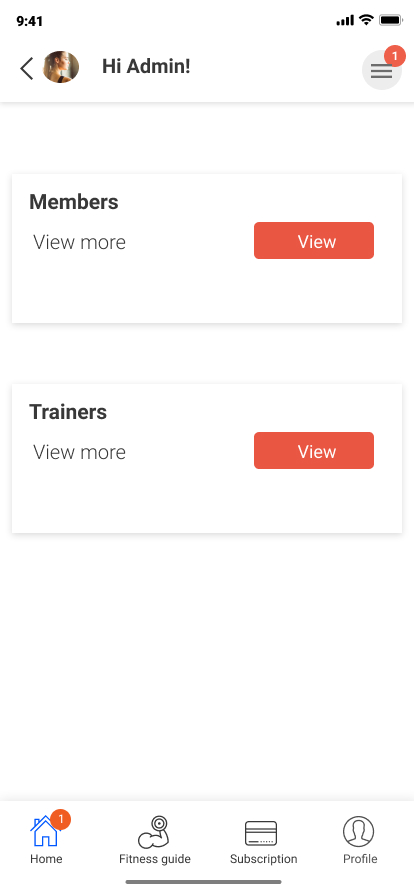 9:41
Hi Admin!
1
Members
View more
View
Trainers
View more
View
1
Home
Fitness guide
Subscription
Profile